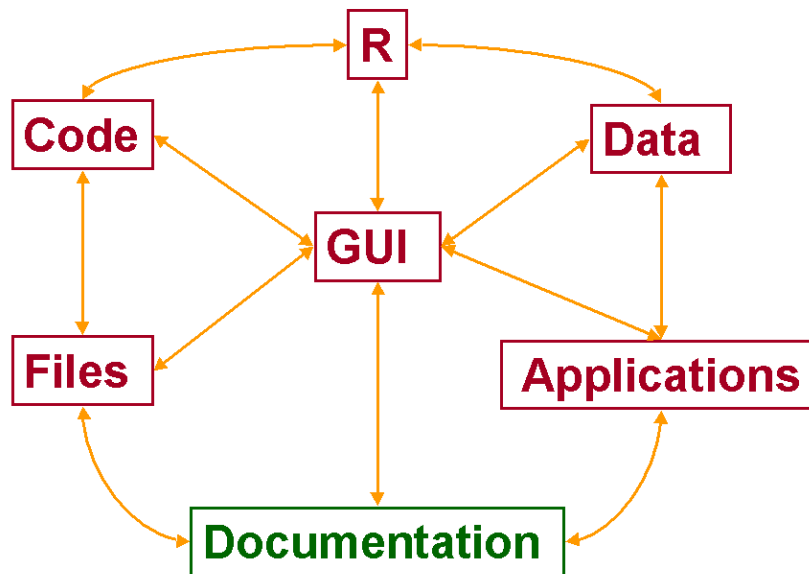 R
Code
Data
GUI
Files
Applications
Documentation